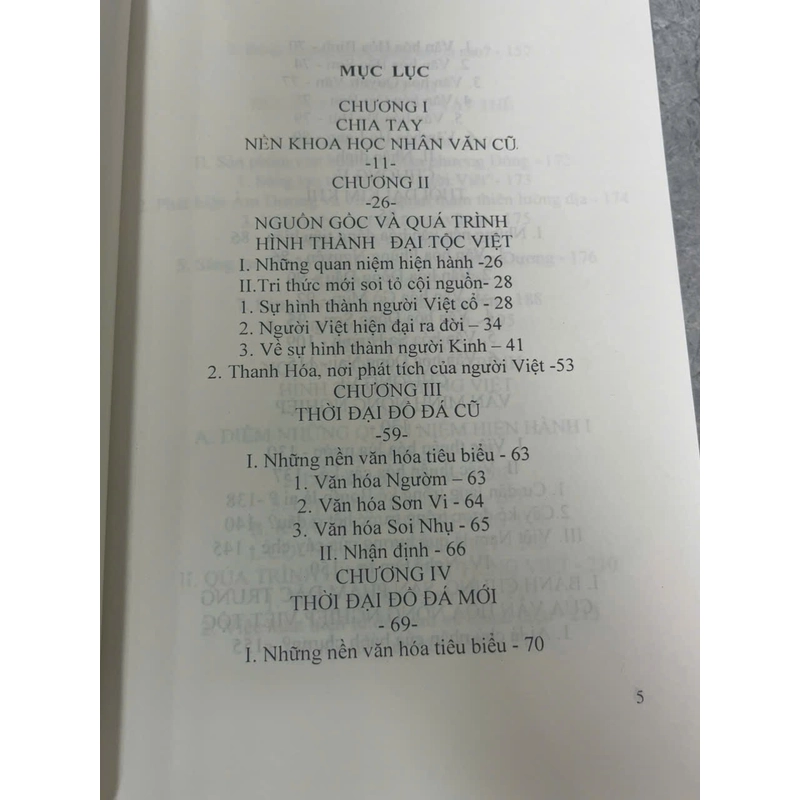 MỤC LỤC
CHƯƠNG I
CHIA TAY
NỀN KHOA HỌC NHÂN VĂN CŨ.
-11-
CHƯƠNG II
-26-
NGUỒN GỐC VÀ QUÁ TRÌNH
HÌNH THÀNH ĐẠI TỘC VIỆT
I. Những quan niệm hiện hành -26
II.Tri thức mới soi tỏ cội nguồn- 28
1. Sự hình thành người Việt cổ – 28
2. Người Việt hiện đại ra đời – 34
3. Về sự hình thành người Kinh – 41
2. Thanh Hóa, nơi phát tích của người Việt -53
CHƯƠNG III
THỜI ĐẠI ĐỒ ĐÁ CŨ
-59-
I. Những nền văn hóa tiêu biểu - 63
1. Văn hóa Ngườm – 63
2. Văn hóa Sơn Vi – 64
3. Văn hóa Soi Nhụ – 65
II. Nhận định - 66
CHƯƠNG IV
THỜI ĐẠI ĐỒ ĐÁ MỚI
- 69-
I. Những nền văn hóa tiêu biểu - 70
5